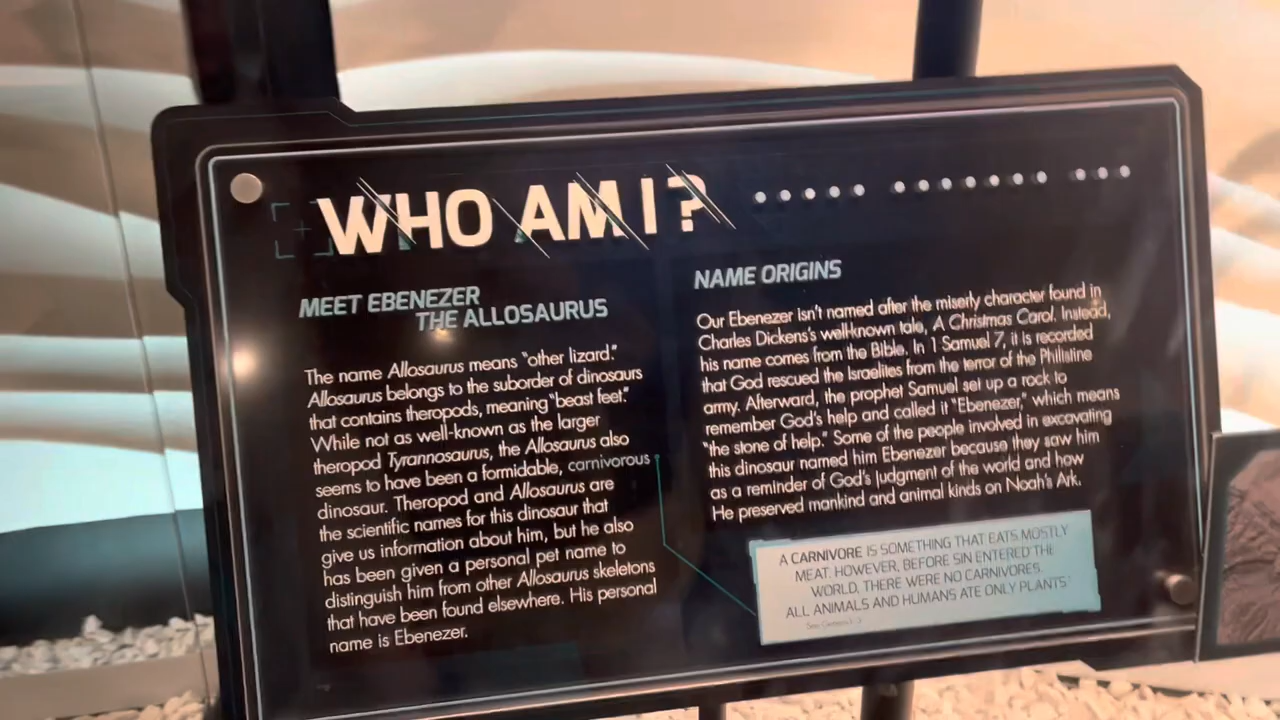 WHO AM I?
MEET EBENEZER
THE ALLOSAURUS
The name Allosaurus means "other lizard."
Allosaurus belongs to the suborder of dinosaurs
that contains theropods, meaning "beast feet."
While not as well-known as the larger
theropod Tyrannosaurus, the Allosaurus also
seems to have been a formidable, carnivorous
dinosaur. Theropod and Allosaurus are
the scientific names for this dinosaur that
give us information about him, but he also
has been given a personal pet name to
distinguish him from other Allosaurus skeletons
that have been found elsewhere. His personal
name is Ebenezer.
NAME ORIGINS
Our Ebenezer isn't named after the miserly character found in
Charles Dickens's well-known tale, A Christmas Carol. Instead,
his name comes from the Bible. In 1 Samuel 7, it is recorded
that God rescued the Israelites from the terror of the Philistine
army. Afterward, the prophet Samuel set up a rock to
remember God's help and called it "Ebenezer," which means
"the stone of help." Some of the people involved in excavating
this dinosaur named him Ebenezer because they saw him
as a reminder of God's judgment of the world and how
He preserved mankind and animal kinds on Noah's Ark.
A CARNIVORE IS SOMETHING THAT EATS MOSTLY
MEAT. HOWEVER, BEFORE SIN ENTERED THE
WORLD, THERE WERE NO CARNIVORES.
ALL ANIMALS AND HUMANS ATE ONLY PLANTS.